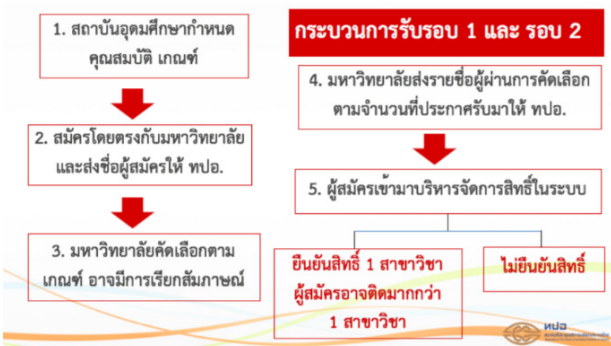 1. สถาบันอุดมศึกษากำหนด
คุณสมบัติ เกณฑ์
2. สมัครโดยตรงกับมหาวิทยาลัย
และส่งชื่อผู้สมัครให้ ทปอ.
3. มหาวิทยาลัยคัดเลือกตาม
เกณฑ์ อาจมีการเรียกสัมภาษณ์
กระบวนการรับรอบ 1 และ รอบ 2
4. มหาวิทยาลัยส่งรายชื่อผู้ผ่านการคัดเลือก
ตามจำนวนที่ประกาศรับมาให้ ทปอ.
5. ผู้สมัครเข้ามาบริหารจัดการสิทธิ์ในระบบ
ยืนยันสิทธิ์ 1 สาขาวิชา
ผู้สมัครอาจติดมากกว่า
1 สาขาวิชา
ไม่ยืนยันสิทธิ์
ทปอ